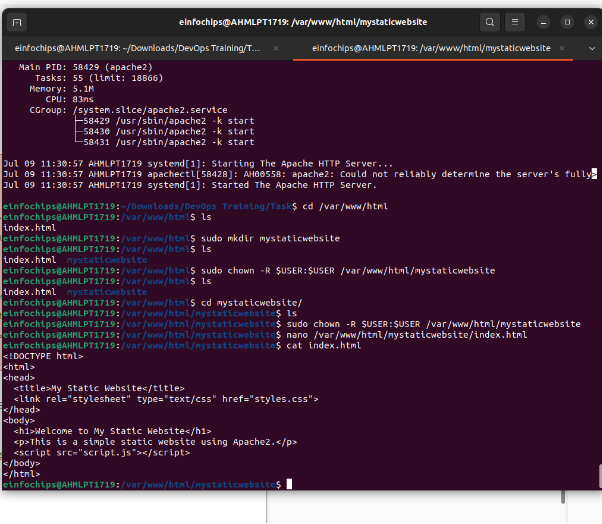 einfochips@AHMLPT1719: /var/www/html/mystaticwebsite
einfochips@AHMLPT1719: ~/Downloads/DevOps Training/T...
einfochips@AHMLPT1719: /var/www/html/mystaticwebsite
Main PID: 58429 (apache2)
Tasks: 55 (limit: 18866)
Memory: 5.1M
CPU: 83ms
CGroup: /system.slice/apache2.service
├─58429 /usr/sbin/apache2 -k start
├─58430 /usr/sbin/apache2 -k start
└─58431 /usr/sbin/apache2 -k start
Jul 09 11:30:57 AHMLPT1719 systemd[1]: Starting The Apache HTTP Server...
Jul 09 11:30:57 AHMLPT1719 apachectl[58428]: AH00558: apache2: Could not reliably determine the server's fully>
Jul 09 11:30:57 AHMLPT1719 systemd[1]: Started The Apache HTTP Server.
einfochips@AHMLPT1719:~/Downloads/DevOps Training/Task$ cd /var/www/html
einfochips@AHMLPT1719:/var/www/html$ ls
index.html
einfochips@AHMLPT1719:/var/www/html$ sudo mkdir mystaticwebsite
einfochips@AHMLPT1719:/var/www/html$ ls
index.html  mystaticwebsite
einfochips@AHMLPT1719:/var/www/html$ sudo chown -R $USER:$USER /var/www/html/mystaticwebsite
einfochips@AHMLPT1719:/var/www/html$ ls
index.html  mystaticwebsite
einfochips@AHMLPT1719:/var/www/html$ cd mystaticwebsite/
einfochips@AHMLPT1719:/var/www/html/mystaticwebsite$ ls
einfochips@AHMLPT1719:/var/www/html/mystaticwebsite$ sudo chown -R $USER:$USER /var/www/html/mystaticwebsite
einfochips@AHMLPT1719:/var/www/html/mystaticwebsite$ nano /var/www/html/mystaticwebsite/index.html
einfochips@AHMLPT1719:/var/www/html/mystaticwebsite$ cat index.html
<!DOCTYPE html>
<html>
<head>
  <title>My Static Website</title>
  <link rel="stylesheet" type="text/css" href="styles.css">
</head>
<body>
  <h1>Welcome to My Static Website</h1>
  <p>This is a simple static website using Apache2.</p>
  <script src="script.js"></script>
</body>
</html>
einfochips@AHMLPT1719:/var/www/html/mystaticwebsite$